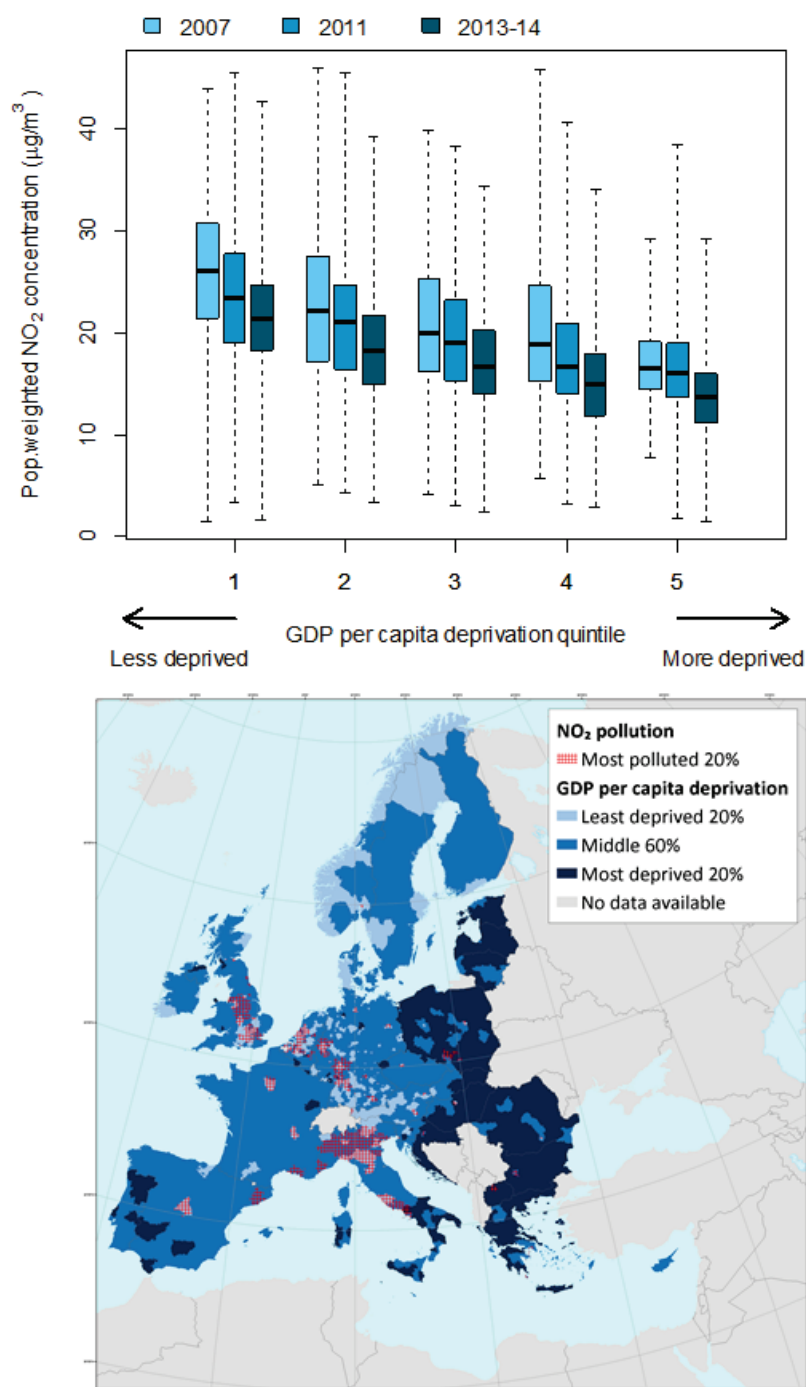 2007 2011 2013-14
Pop.weighted NO₂ concentration (µg/m³)
40
30
20
10
0
1 2 3 4 5
GDP per capita deprivation quintile
Less deprived More deprived
NO₂ pollution
Most polluted 20%
GDP per capita deprivation
Least deprived 20%
Middle 60%
Most deprived 20%
No data available